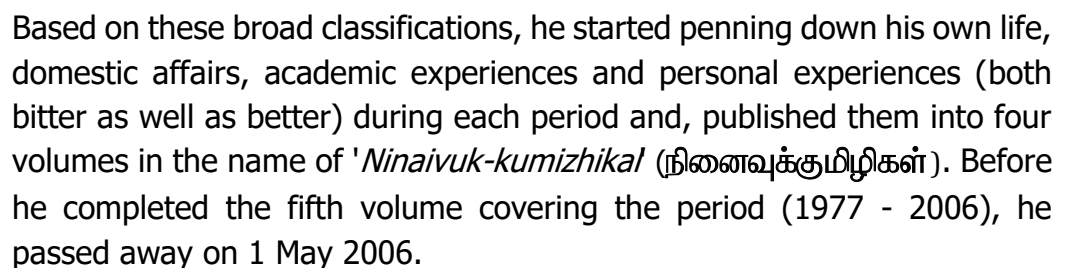 Based on these broad classifications, he started penning down his own life,
domestic affairs, academic experiences and personal experiences (both
bitter as well as better) during each period and, published them into four
volumes in the name of 'Ninaivuk-kumizhikal' (நினைவுக்குமிழிகள்). Before
he completed the fifth volume covering the period (1977 - 2006), he
passed away on 1 May 2006.